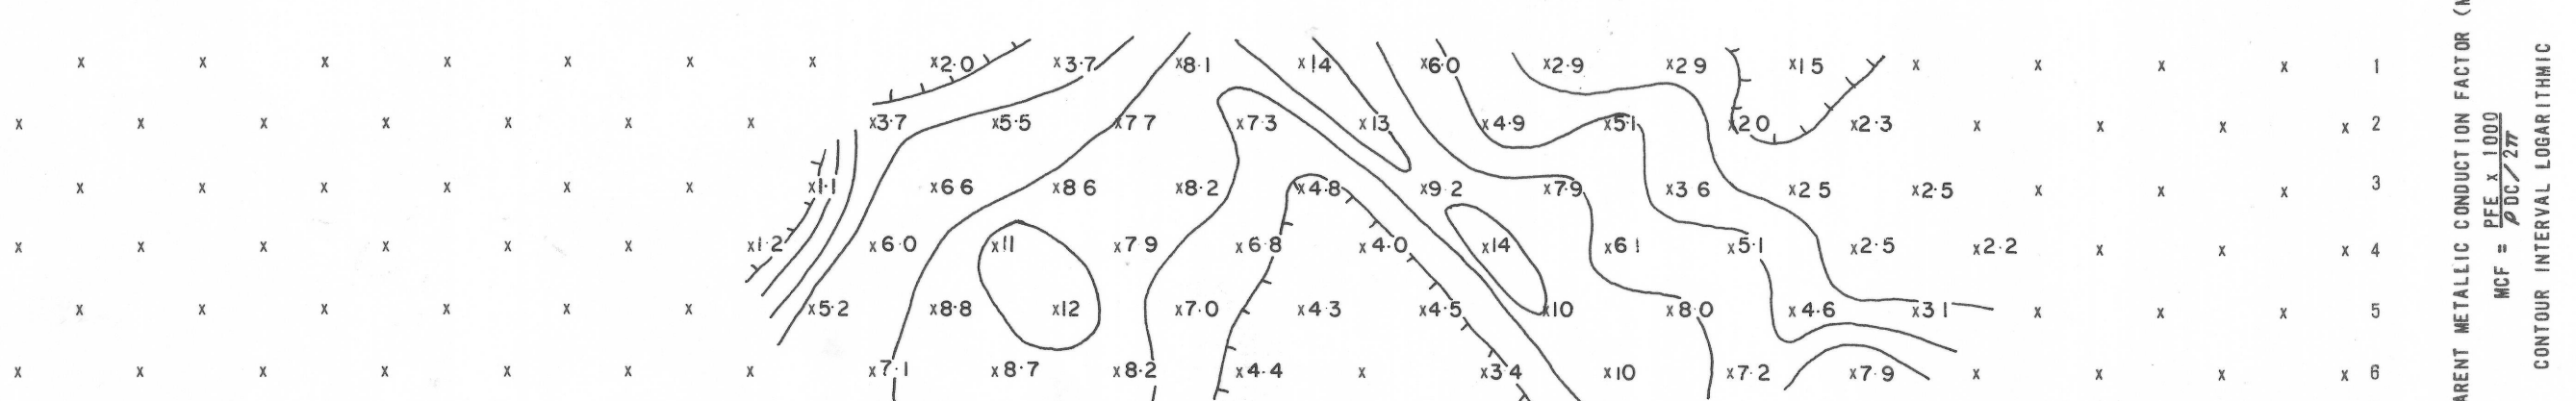 x x x x x x x x2.0 x3.7 x8.1 x14 x6.0 x2.9 x2.9 x1.5 x x x x 1
x x x x x x x x3.7 x5.5 x7.7 x7.3 x13 x4.9 x5.1 x2.0 x2.3 x x x x 2
x x x x x x x1.1 x6.6 x8.6 x8.2 x4.8 x9.2 x7.9 x3.6 x2.5 x2.5 x x x 3
x x x x x x x1.2 x6.0 x11 x7.9 x6.8 x4.0 x14 x6.1 x5.1 x2.5 x2.2 x x x 4
x x x x x x x5.2 x8.8 x12 x7.0 x4.3 x4.5 x10 x8.0 x4.6 x3.1 x x x 5
x x x x x x x x7.1 x8.7 x8.2 x4.4 x x3.4 x10 x7.2 x7.9 x x x x 6
METALLIC CONDUCTION FACTOR
MCF = PFE x 1000
ρ DC/2π
CONTOUR INTERVAL LOGARITHMIC